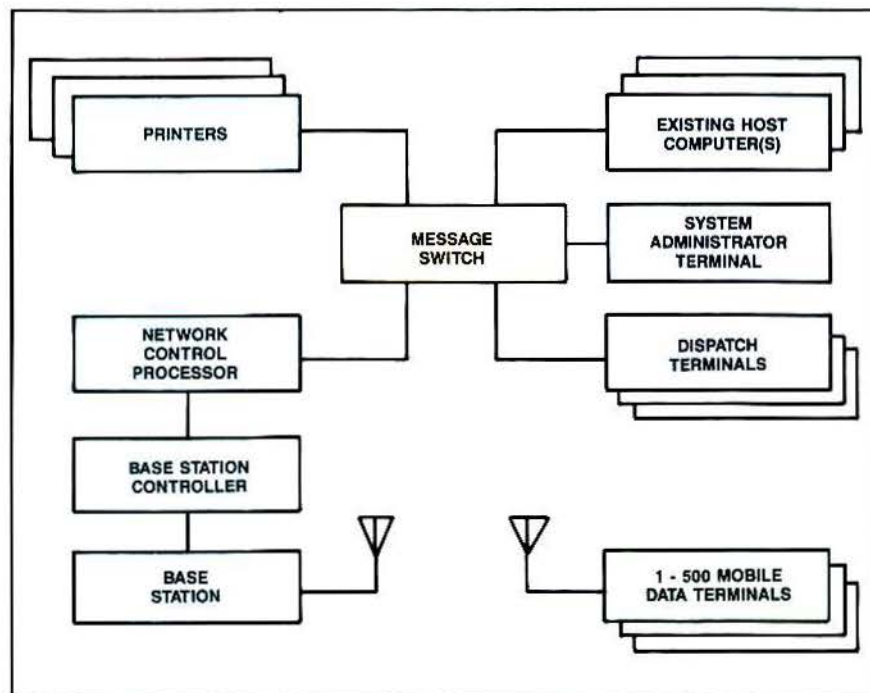 PRINTERS
EXISTING HOST
COMPUTER(S)
MESSAGE
SWITCH
SYSTEM
ADMINISTRATOR
TERMINAL
NETWORK
CONTROL
PROCESSOR
DISPATCH
TERMINALS
BASE STATION
CONTROLLER
BASE
STATION
1 - 500 MOBILE
DATA TERMINALS